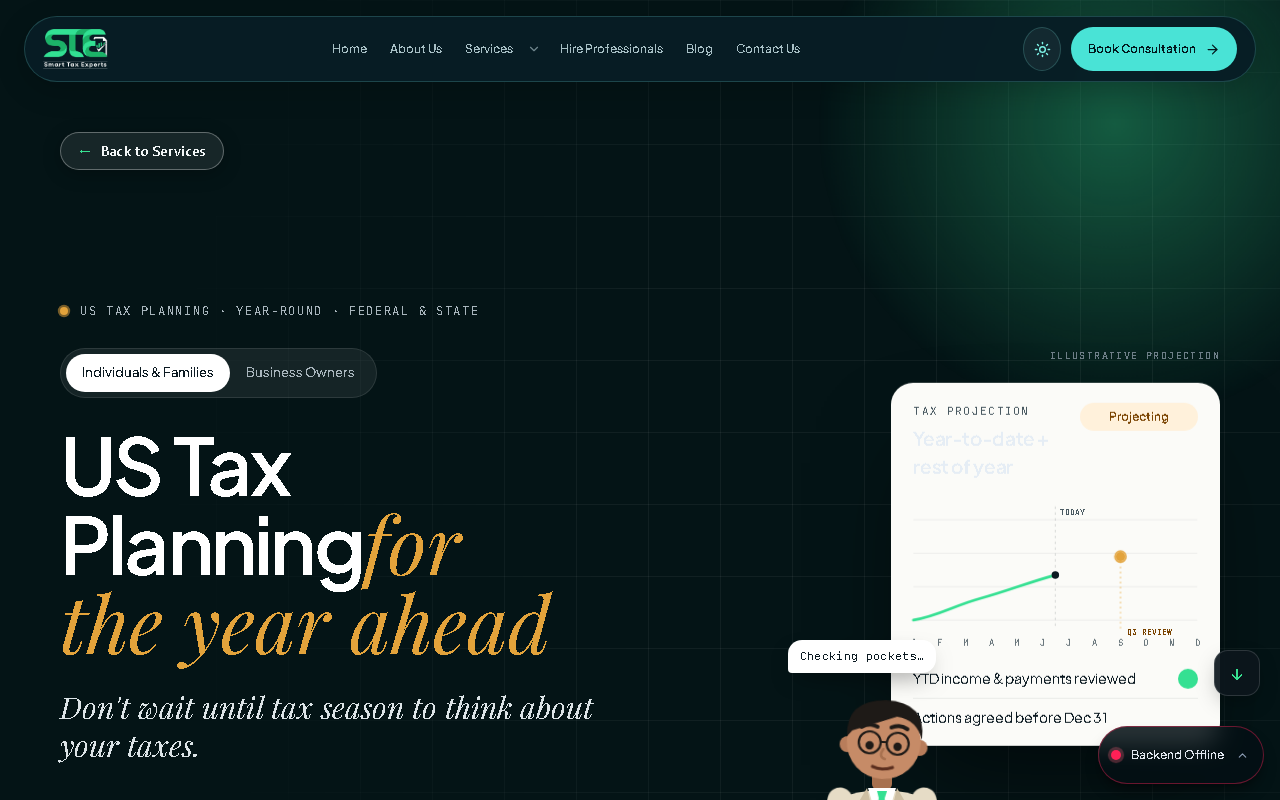 STE
Smart Tax Experts
Home
About Us
Services
Hire Professionals
Blog
Contact Us
Book Consultation →
← Back to Services
US TAX PLANNING · YEAR-ROUND · FEDERAL & STATE
Individuals & Families
Business Owners
US Tax
Planning for
the year ahead
Don't wait until tax season to think about
your taxes.
ILLUSTRATIVE PROJECTION
TAX PROJECTION
Projecting
Year-to-date +
rest of year
TODAY
Q3 REVIEW
F M A M J J A S O N D
Checking pockets…
YTD income & payments reviewed
Actions agreed before Dec 31
Backend Offline